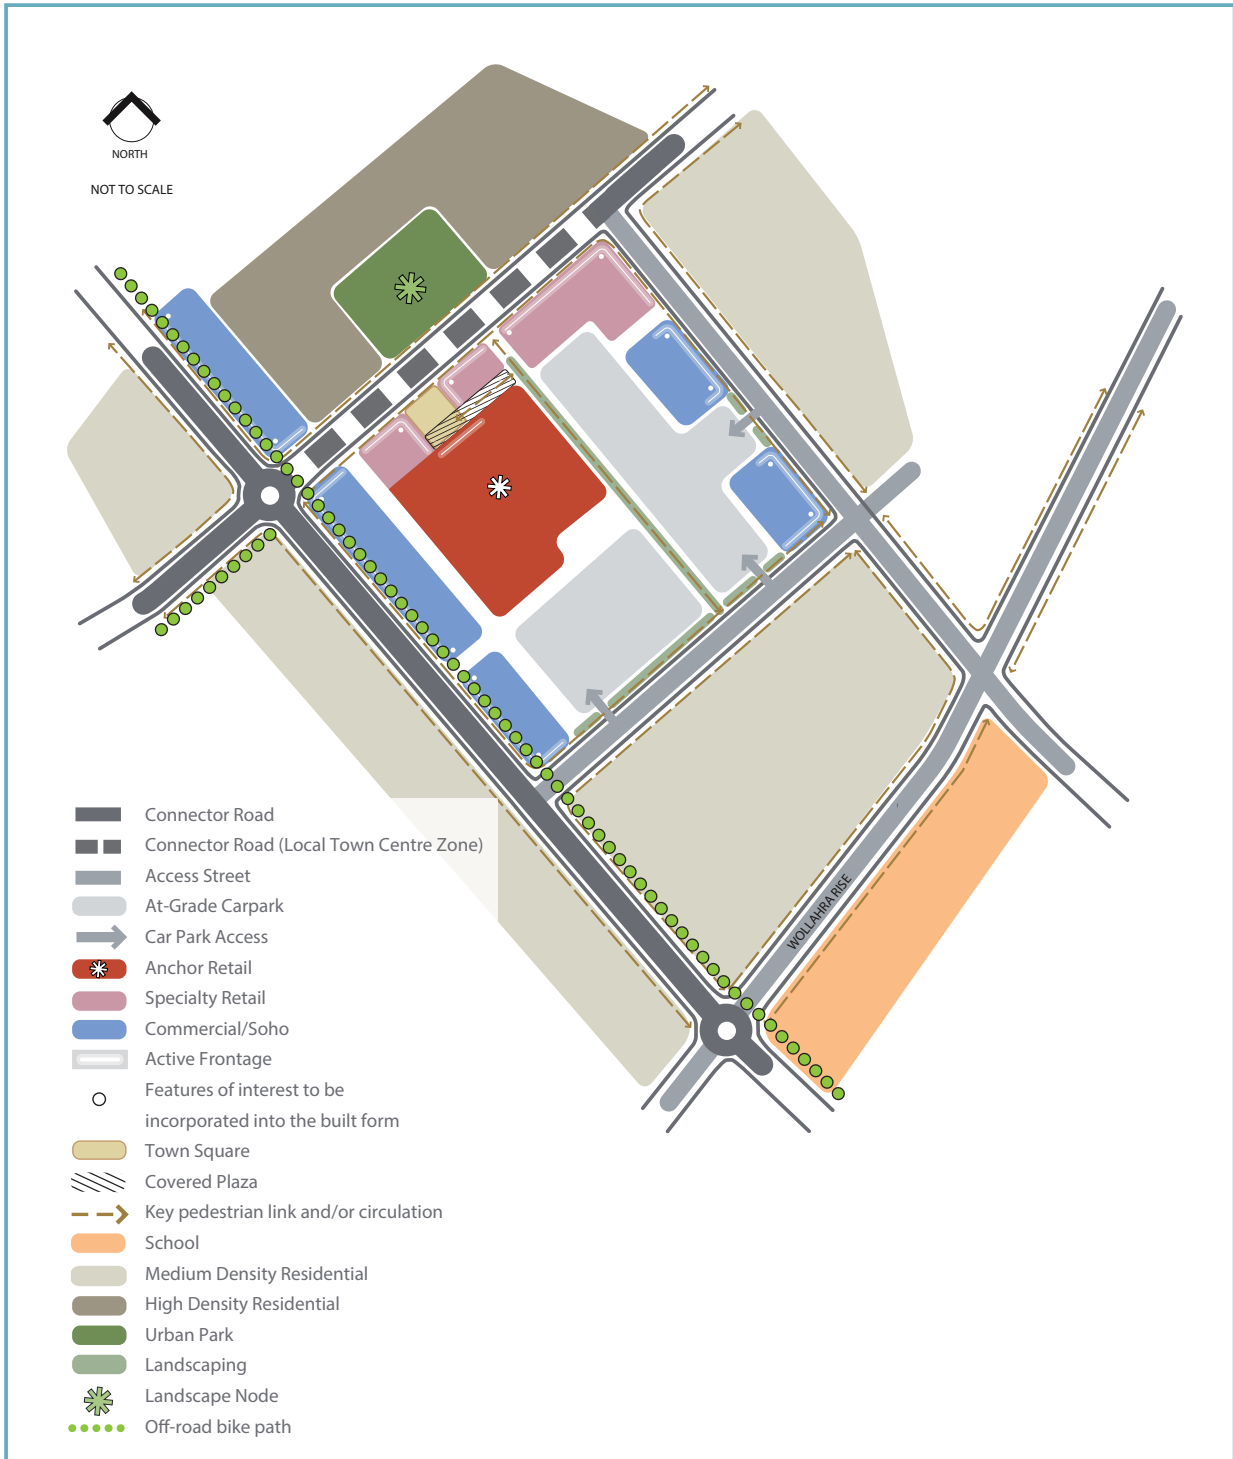 NORTH
NOT TO SCALE
WOLLAHRA RISE
Connector Road
Connector Road (Local Town Centre Zone)
Access Street
At-Grade Carpark
Car Park Access
Anchor Retail
Specialty Retail
Commercial/Soho
Active Frontage
Features of interest to be
incorporated into the built form
Town Square
Covered Plaza
Key pedestrian link and/or circulation
School
Medium Density Residential
High Density Residential
Urban Park
Landscaping
Landscape Node
Off-road bike path